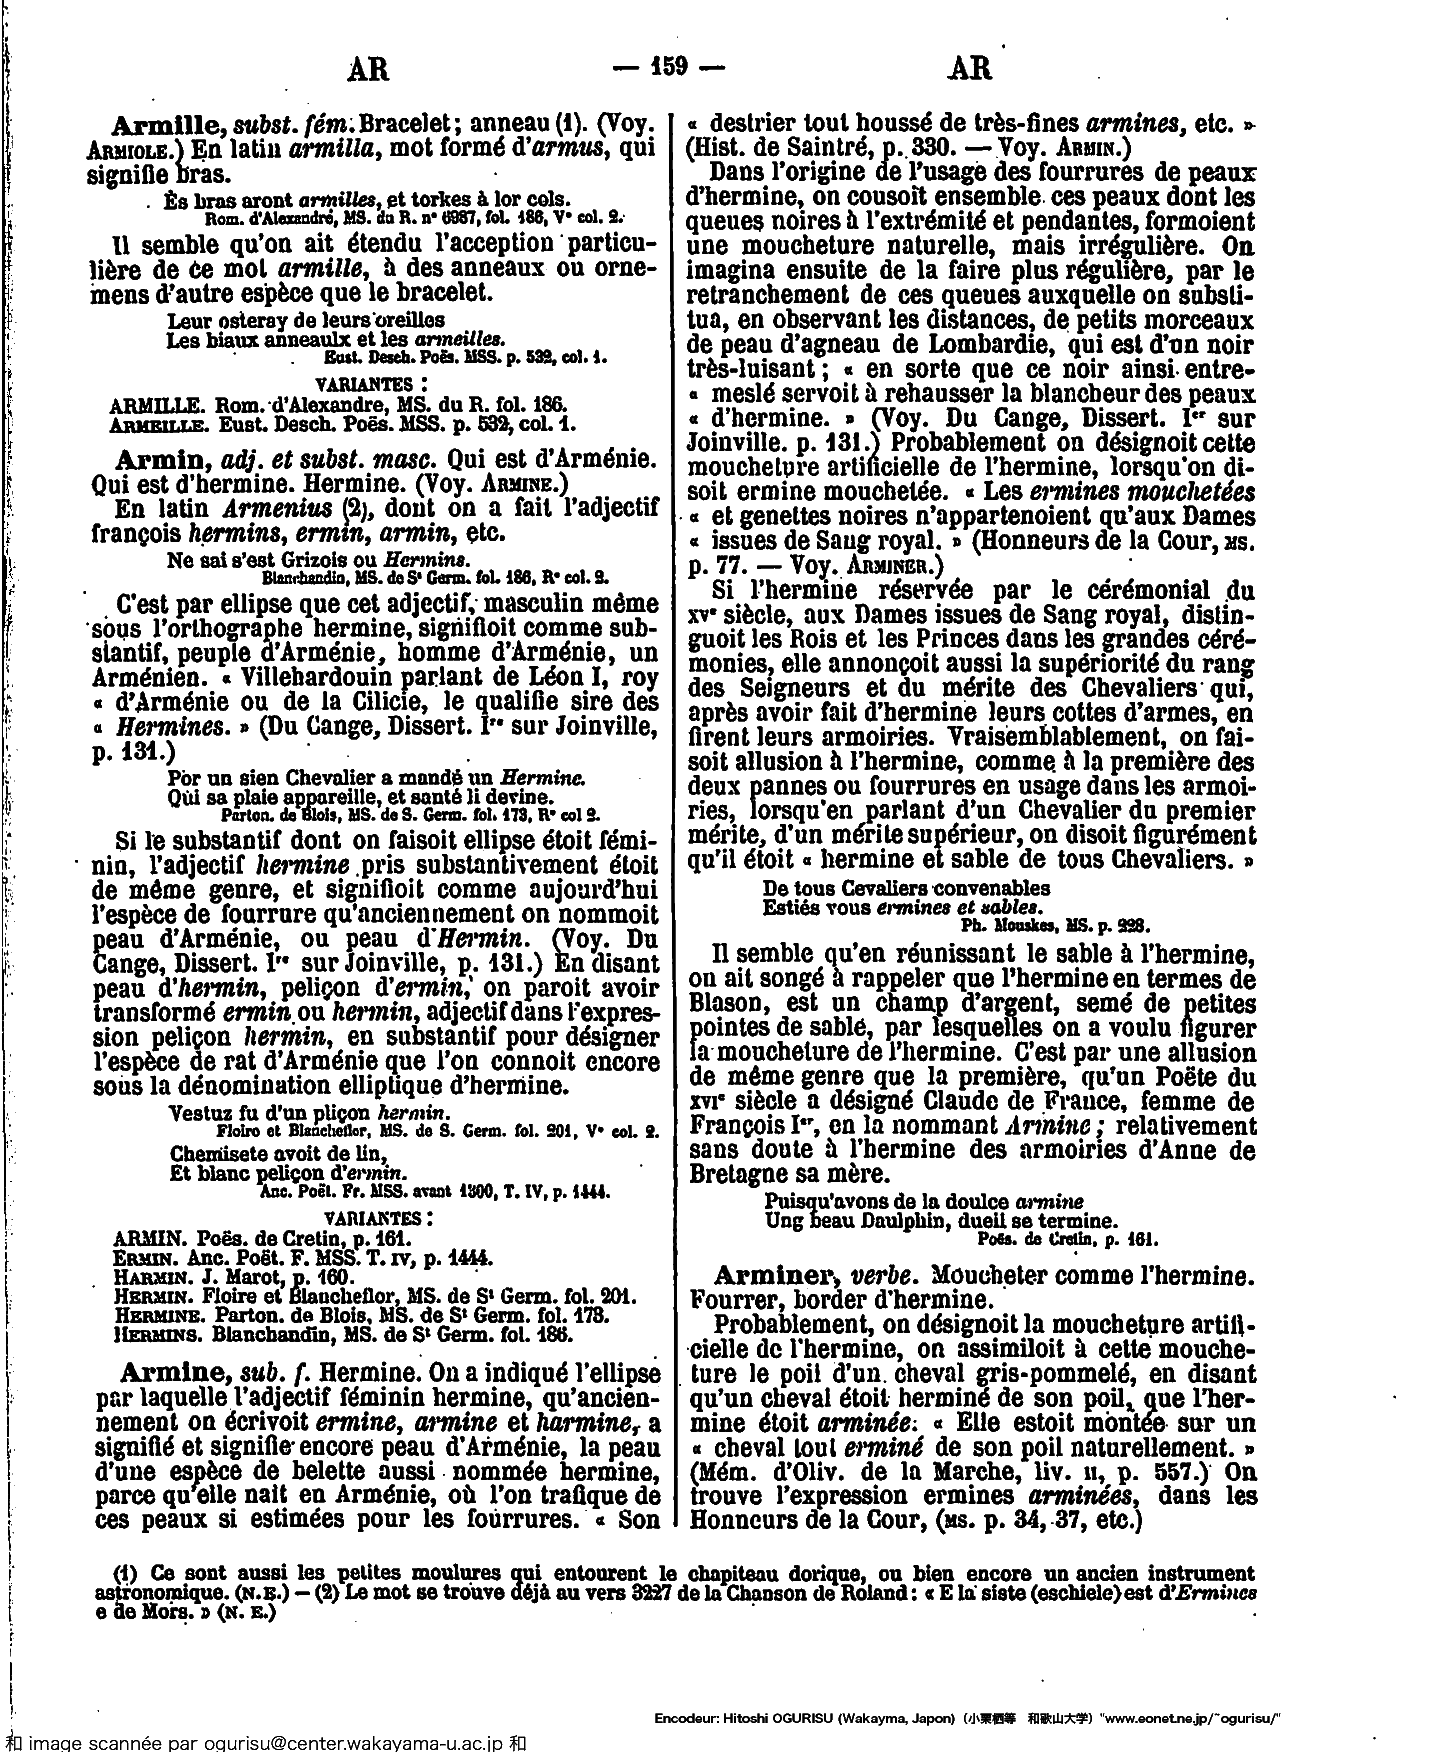 AR — 159 — AR
Armille, subst. fém. Bracelet; anneau (1). (Voy.
ARMIOLE.) En latin armilla, mot formé d'armus, qui
signifie bras.
Ès bras aront armilles, et torkes à lor cols.
Rom. d'Alexandre, MS. du R. n° 6987, fol. 186, V° col. 2.
Il semble qu'on ait étendu l'acception particu-
lière de ce mot armille, à des anneaux ou orne-
mens d'autre espèce que le bracelet.
Leur osteray de leurs oreilles
Les biaux anneaulx et les armeilles.
Eust. Desch. Poës. MSS. p. 532, col. 1.
VARIANTES :
ARMILLE. Rom. d'Alexandre, MS. du R. fol. 186.
ARMEILLE. Eust. Desch. Poës. MSS. p. 532, col. 1.
Armin, adj. et subst. masc. Qui est d'Arménie.
Qui est d'hermine. Hermine. (Voy. ARMINE.)
En latin Armenius (2), dont on a fait l'adjectif
françois hermins, ermin, armin, etc.
Ne sai s'est Grizois ou Hermins.
Blanchandin, MS. de St Germ. fol. 186, R° col. 2.
C'est par ellipse que cet adjectif, masculin même
sous l'orthographe hermine, signifioit comme sub-
stantif, peuple d'Arménie, homme d'Arménie, un
Arménien. « Villehardouin parlant de Léon I, roy
« d'Arménie ou de la Cilicie, le qualifie sire des
« Hermines. » (Du Cange, Dissert. Ire sur Joinville,
p. 131.)
Por un sien Chevalier a mandé un Hermine.
Qui sa plaie appareille, et santé li devine.
Parton. de Blois, MS. de S. Germ. fol. 173, R° col 2.
Si le substantif dont on faisoit ellipse étoit fémi-
nin, l'adjectif hermine pris substantivement étoit
de même genre, et signifioit comme aujourd'hui
l'espèce de fourrure qu'anciennement on nommoit
peau d'Arménie, ou peau d'Hermin. (Voy. Du
Cange, Dissert. Ire sur Joinville, p. 131.) En disant
peau d'hermin, peliçon d'ermin, on paroit avoir
transformé ermin ou hermin, adjectif dans l'expres-
sion peliçon hermin, en substantif pour désigner
l'espèce de rat d'Arménie que l'on connoit encore
sous la dénomination elliptique d'hermine.
Vestuz fu d'un pliçon hermin.
Floire et Blancheflor, MS. de S. Germ. fol. 201, V° col. 2.
Chemisete avoit de lin,
Et blanc peliçon d'ermin.
Anc. Poët. Fr. MSS. avant 1300, T. IV, p. 1444.
VARIANTES :
ARMIN. Poës. de Cretin, p. 161.
ERMIN. Anc. Poët. F. MSS. T. IV, p. 1444.
HARMIN. J. Marot, p. 160.
HERMIN. Floire et Blancheflor, MS. de St Germ. fol. 201.
HERMINE. Parton. de Blois, MS. de St Germ. fol. 173.
HERMINS. Blanchandin, MS. de St Germ. fol. 186.
Armine, sub. f. Hermine. On a indiqué l'ellipse
par laquelle l'adjectif féminin hermine, qu'ancien-
nement on écrivoit ermine, armine et harmine, a
signifié et signifie encore peau d'Arménie, la peau
d'une espèce de belette aussi nommée hermine,
parce qu'elle nait en Arménie, où l'on trafique de
ces peaux si estimées pour les fourrures. « Son
« destrier tout houssé de très-fines armines, etc. »
(Hist. de Saintré, p. 330. — Voy. ARMIN.)
Dans l'origine de l'usage des fourrures de peaux
d'hermine, on cousoit ensemble ces peaux dont les
queues noires à l'extrémité et pendantes, formoient
une moucheture naturelle, mais irrégulière. On
imagina ensuite de la faire plus régulière, par le
retranchement de ces queues auxquelle on substi-
tua, en observant les distances, de petits morceaux
de peau d'agneau de Lombardie, qui est d'un noir
très-luisant ; « en sorte que ce noir ainsi entre-
« meslé servoit à rehausser la blancheur des peaux
« d'hermine. » (Voy. Du Cange, Dissert. Ier sur
Joinville. p. 131.) Probablement on désignoit cette
moucheture artificielle de l'hermine, lorsqu'on di-
soit ermine mouchetée. « Les ermines mouchetées
« et genettes noires n'appartenoient qu'aux Dames
« issues de Sang royal. » (Honneurs de la Cour, MS.
p. 77. — Voy. ARMINER.)
Si l'hermine réservée par le cérémonial du
XVe siècle, aux Dames issues de Sang royal, distin-
guoit les Rois et les Princes dans les grandes céré-
monies, elle annonçoit aussi la supériorité du rang
des Seigneurs et du mérite des Chevaliers qui,
après avoir fait d'hermine leurs cottes d'armes, en
firent leurs armoiries. Vraisemblablement, on fai-
soit allusion à l'hermine, comme à la première des
deux pannes ou fourrures en usage dans les armoi-
ries, lorsqu'en parlant d'un Chevalier du premier
mérite, d'un mérite supérieur, on disoit figurément
qu'il étoit « hermine et sable de tous Chevaliers. »
De tous Cevaliers convenables
Estiés vous ermines et sables.
Ph. Mouskes, MS. p. 228.
Il semble qu'en réunissant le sable à l'hermine,
on ait songé à rappeler que l'hermine en termes de
Blason, est un champ d'argent, semé de petites
pointes de sable, par lesquelles on a voulu figurer
la moucheture de l'hermine. C'est par une allusion
de même genre que la première, qu'un Poëte du
XVIe siècle a désigné Claude de France, femme de
François Ier, en la nommant Armine ; relativement
sans doute à l'hermine des armoiries d'Anne de
Bretagne sa mère.
Puisqu'avons de la doulce armine
Ung beau Daulphin, dueil se termine.
Poës. de Cretin, p. 161.
Arminer, verbe. Moucheter comme l'hermine.
Fourrer, border d'hermine.
Probablement, on désignoit la moucheture artifi-
cielle de l'hermine, on assimiloit à cette mouche-
ture le poil d'un cheval gris-pommelé, en disant
qu'un cheval étoit herminé de son poil, que l'her-
mine étoit arminée. « Elle estoit montée sur un
« cheval tout erminé de son poil naturellement. »
(Mém. d'Oliv. de la Marche, liv. II, p. 557.) On
trouve l'expression ermines arminées, dans les
Honneurs de la Cour, (MS. p. 34, 37, etc.)
(1) Ce sont aussi les petites moulures qui entourent le chapiteau dorique, ou bien encore un ancien instrument
astronomique. (N.E.) — (2) Le mot se trouve déjà au vers 3227 de la Chanson de Roland : « E la siste (eschiele) est d'Ermines
e de Mors. » (N. E.)
Encodeur: Hitoshi OGURISU (Wakayma, Japon) (小栗栖等 和歌山大学) "www.eonet.ne.jp/~ogurisu/"
和 image scannée par ogurisu@center.wakayama-u.ac.jp 和